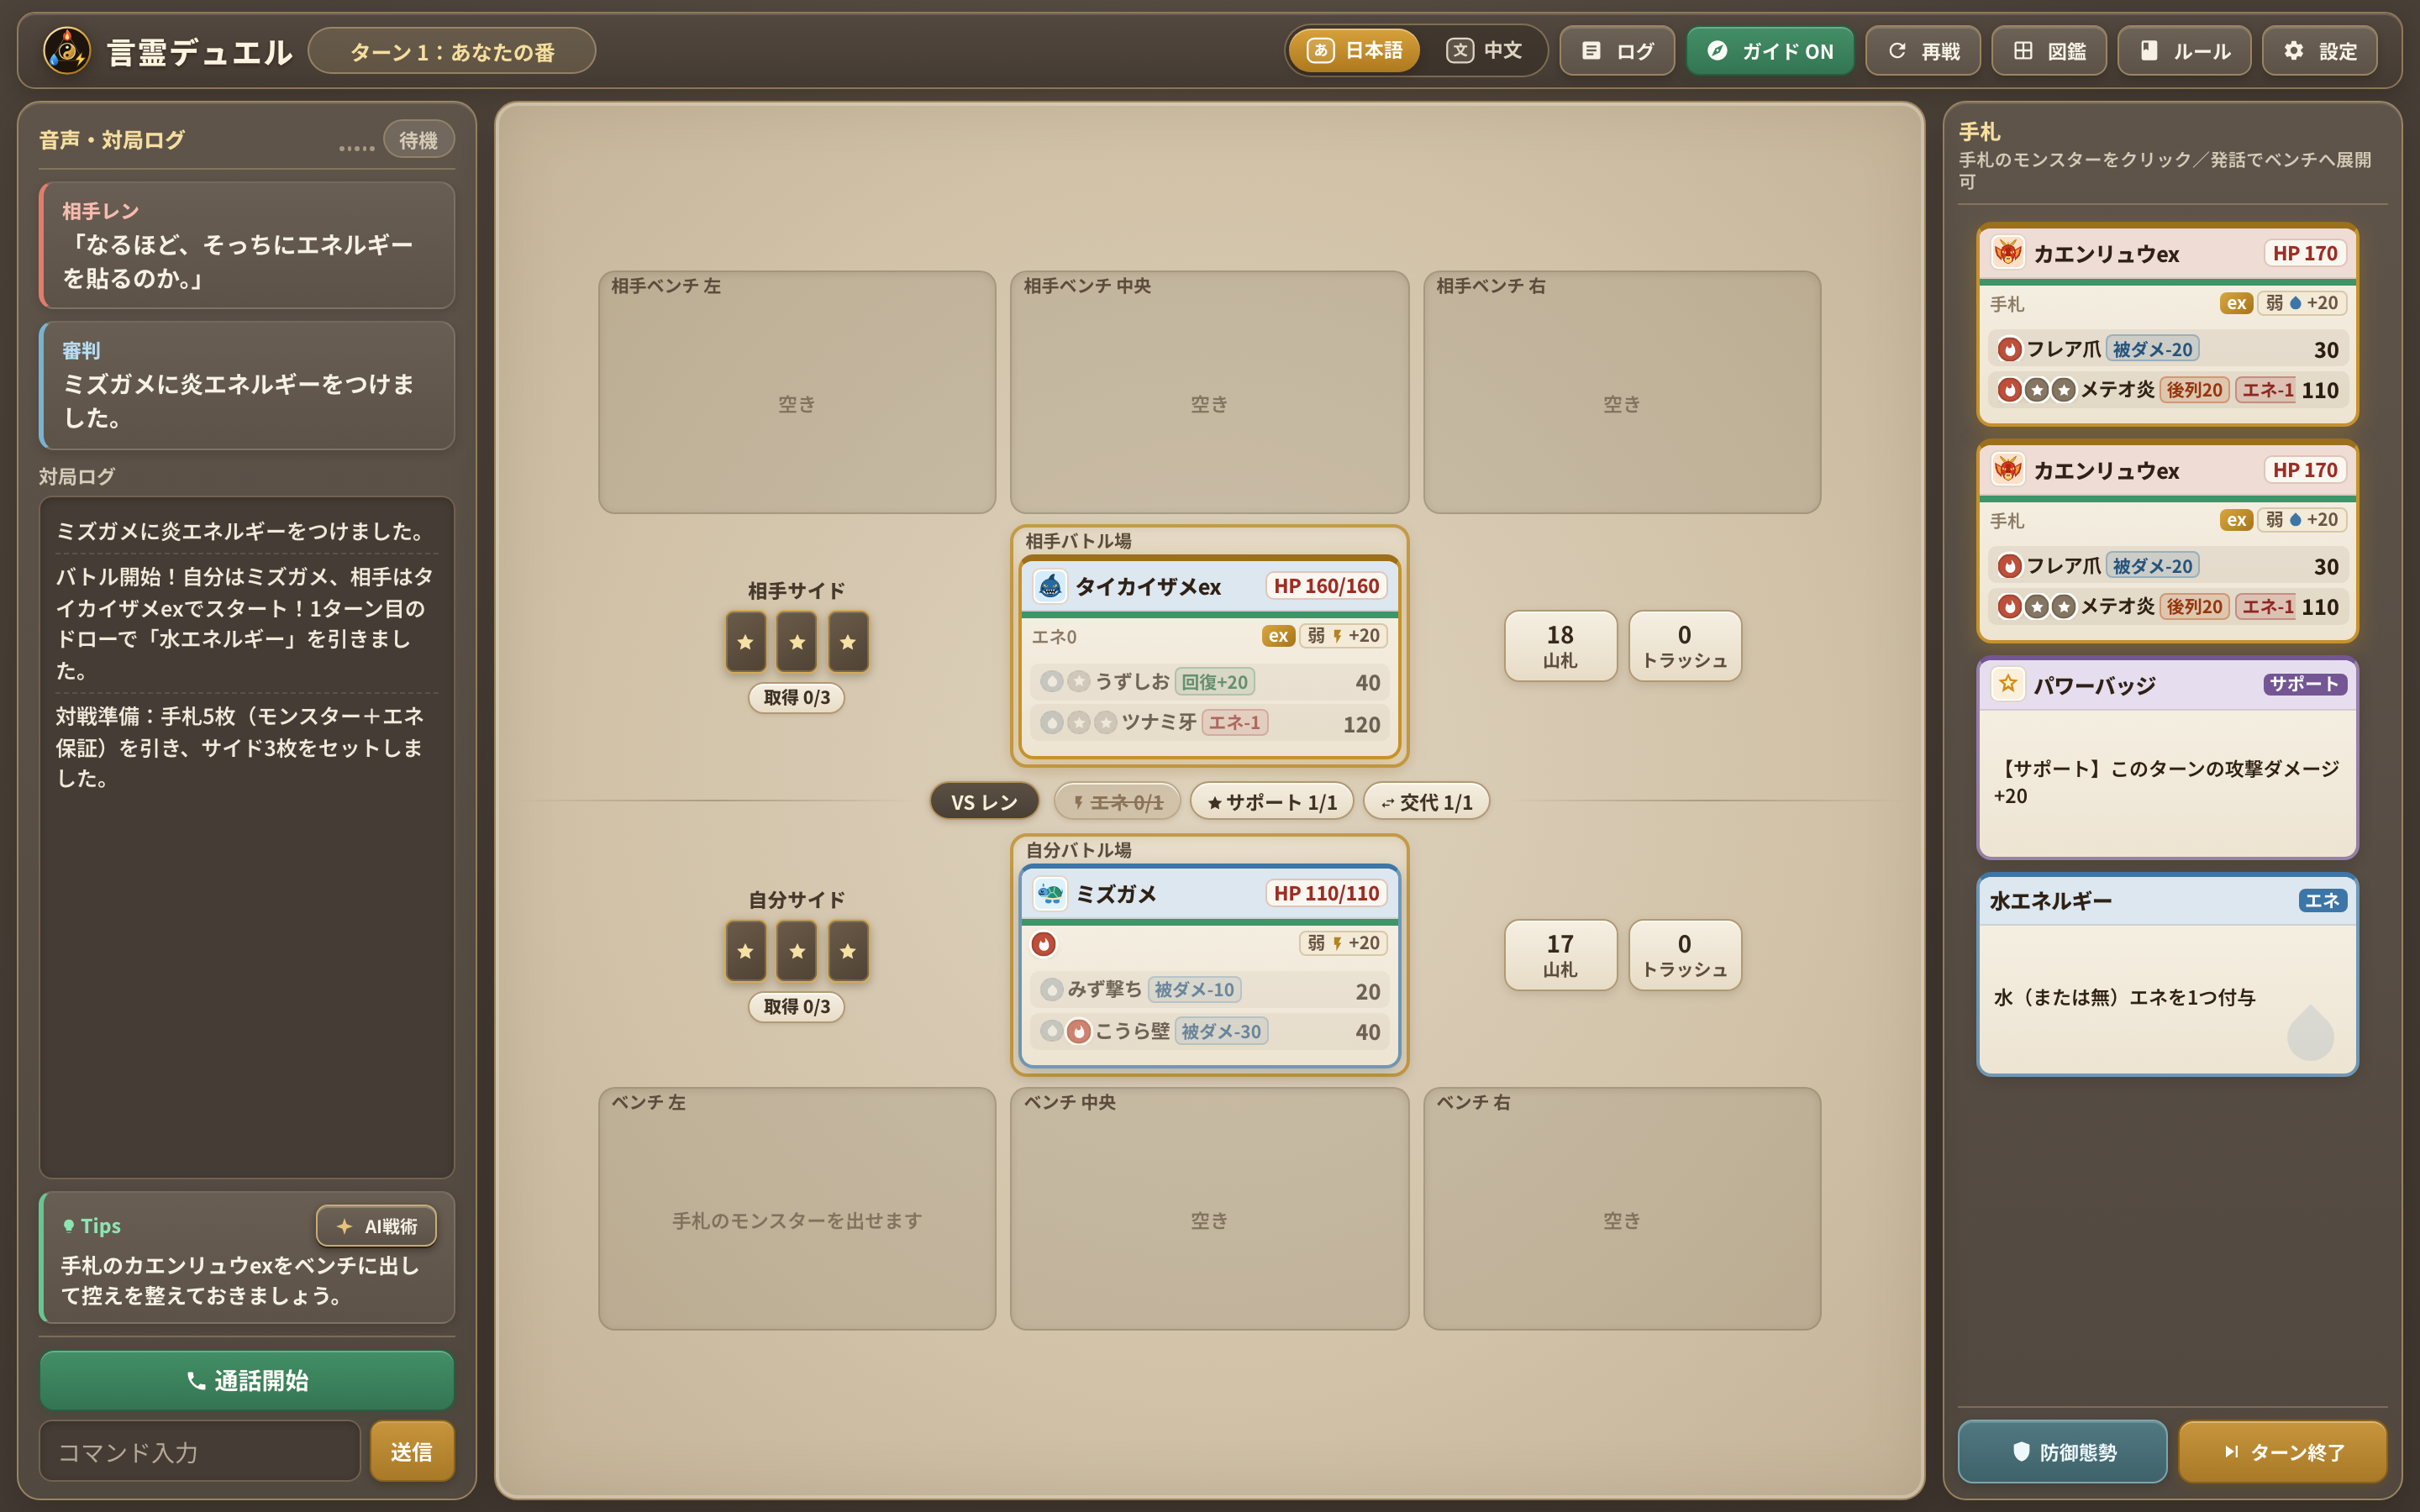 言霊デュエル
ターン 1：あなたの番
あ 日本語
文 中文
ログ
ガイド ON
再戦
図鑑
ルール
設定
音声・対局ログ
待機
相手レン
「なるほど、そっちにエネルギー
を貼るのか。」
審判
ミズガメに炎エネルギーをつけま
した。
対局ログ
ミズガメに炎エネルギーをつけました。
バトル開始！自分はミズガメ、相手はタ
イカイザメexでスタート！1ターン目の
ドローで「水エネルギー」を引きまし
た。
対戦準備：手札5枚（モンスター＋エネ
保証）を引き、サイド3枚をセットしま
した。
Tips
AI戦術
手札のカエンリュウexをベンチに出し
て控えを整えておきましょう。
通話開始
コマンド入力
送信
相手ベンチ 左
空き
相手ベンチ 中央
空き
相手ベンチ 右
空き
相手サイド
取得 0/3
相手バトル場
タイカイザメex
HP 160/160
エネ0
ex
弱 +20
うずしお 回復+20 40
ツナミ牙 エネ-1 120
18
山札
0
トラッシュ
VS レン
エネ 0/1
サポート 1/1
交代 1/1
自分サイド
取得 0/3
自分バトル場
ミズガメ
HP 110/110
弱 +20
みず撃ち 被ダメ-10 20
こうら壁 被ダメ-30 40
17
山札
0
トラッシュ
ベンチ 左
手札のモンスターを出せます
ベンチ 中央
空き
ベンチ 右
空き
手札
手札のモンスターをクリック／発話でベンチへ展開
可
カエンリュウex
HP 170
手札
ex
弱 +20
フレア爪 被ダメ-20 30
メテオ炎 後列20 エネ-1 110
カエンリュウex
HP 170
手札
ex
弱 +20
フレア爪 被ダメ-20 30
メテオ炎 後列20 エネ-1 110
パワーバッジ
サポート
【サポート】このターンの攻撃ダメージ
+20
水エネルギー
エネ
水（または無）エネを1つ付与
防御態勢
ターン終了